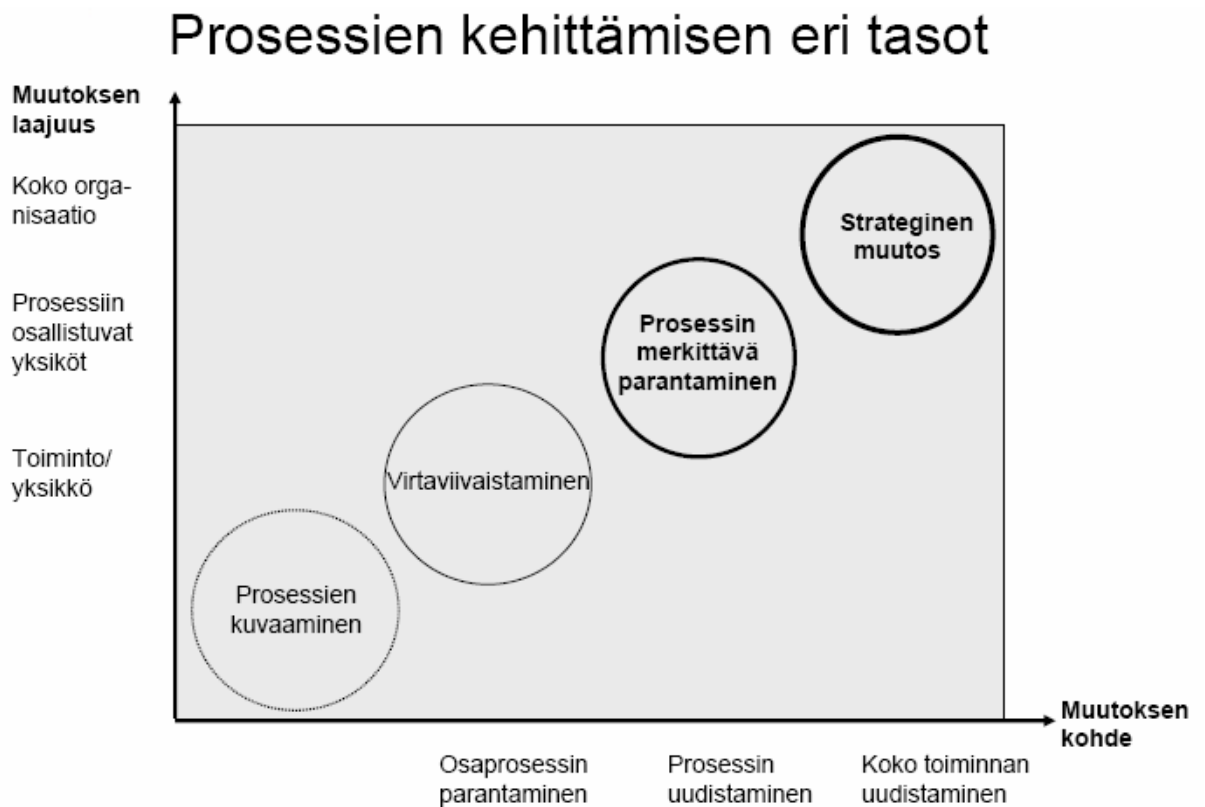 Prosessien kehittämisen eri tasot
Muutoksen
laajuus
Koko orga-
nisaatio
Prosessiin
osallistuvat
yksiköt
Toiminto/
yksikkö
Strateginen
muutos
Prosessin
merkittävä
parantaminen
Virtaviivaistaminen
Prosessien
kuvaaminen
Muutoksen
kohde
Osaprosessin
parantaminen
Prosessin
uudistaminen
Koko toiminnan
uudistaminen